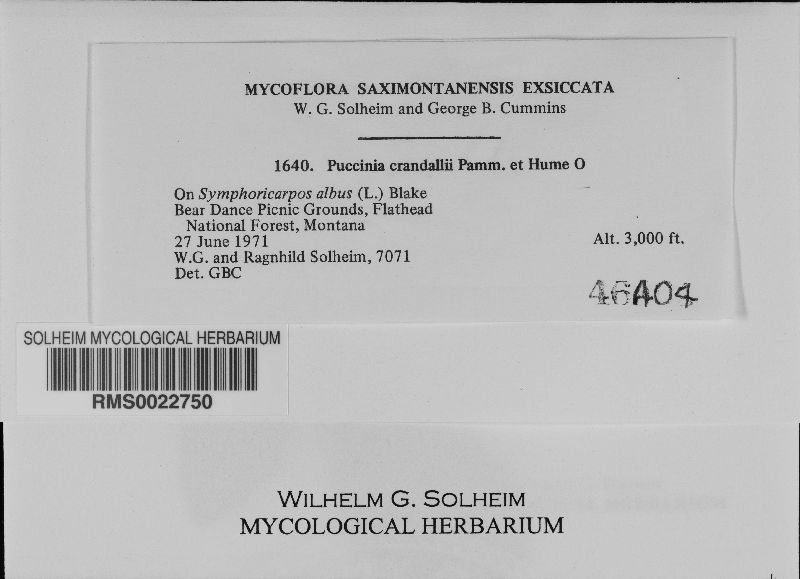 MYCOFLORA SAXIMONTANENSIS EXSICCATA
W. G. Solheim and George B. Cummins
1640. Puccinia crandallii Pamm. et Hume O
On Symphoricarpos albus (L.) Blake
Bear Dance Picnic Grounds, Flathead
National Forest, Montana
27 June 1971
Alt. 3,000 ft.
W.G. and Ragnhild Solheim, 7071
Det. GBC
46404
SOLHEIM MYCOLOGICAL HERBARIUM
RMS0022750
WILHELM G. SOLHEIM
MYCOLOGICAL HERBARIUM